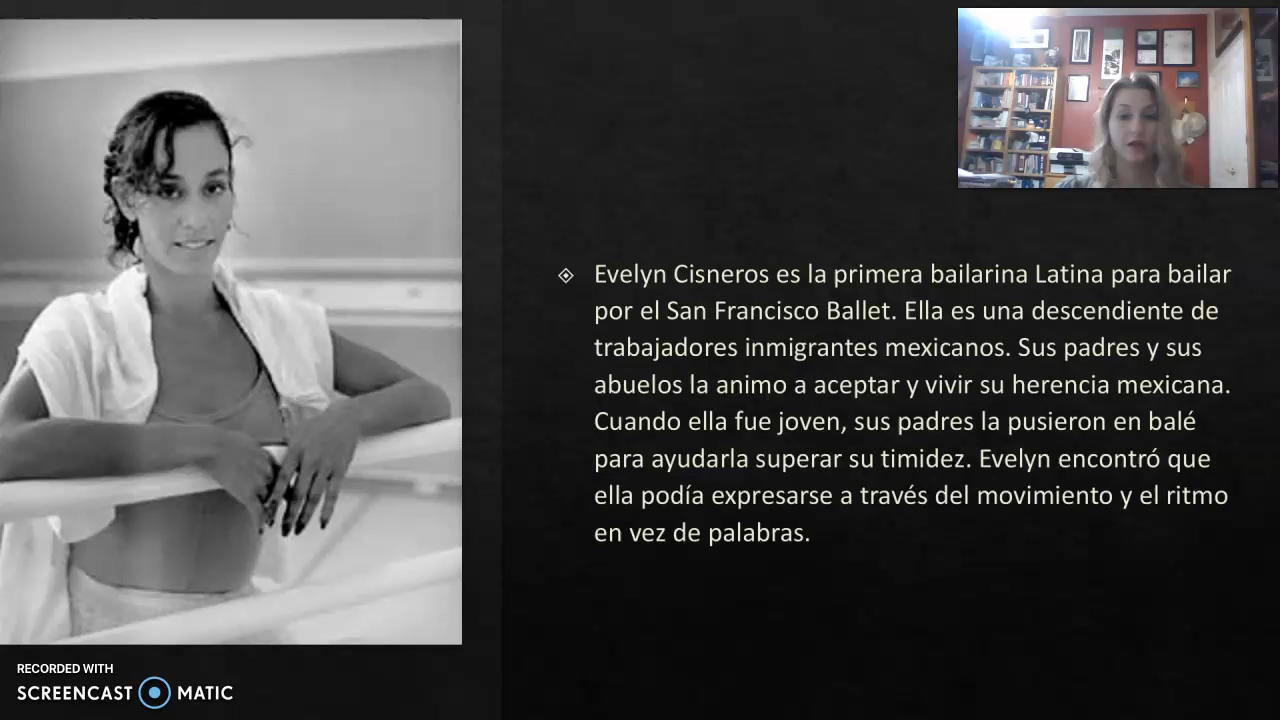 Evelyn Cisneros es la primera bailarina Latina para bailar
por el San Francisco Ballet. Ella es una descendiente de
trabajadores inmigrantes mexicanos. Sus padres y sus
abuelos la animo a aceptar y vivir su herencia mexicana.
Cuando ella fue joven, sus padres la pusieron en balé
para ayudarla superar su timidez. Evelyn encontró que
ella podía expresarse a través del movimiento y el ritmo
en vez de palabras.
RECORDED WITH
SCREENCAST MATIC